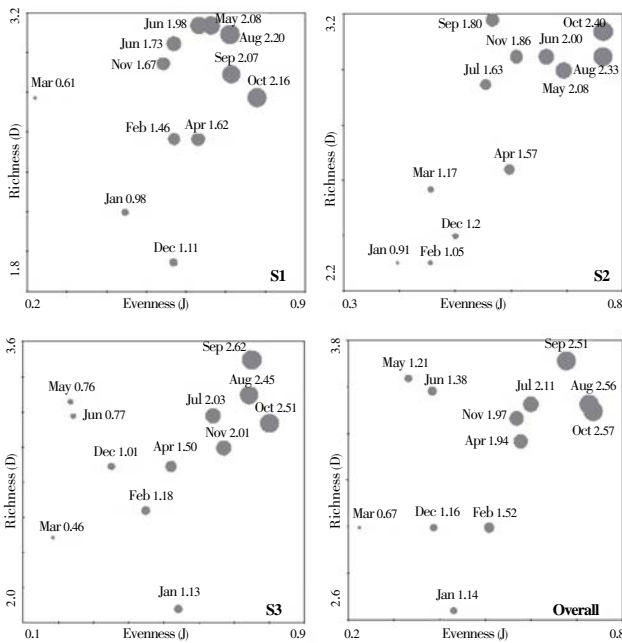 3.2
Jun 1.98
May 2.08
Jun 1.73
Aug 2.20
Nov 1.67
Sep 2.07
Mar 0.61
Oct 2.16
Feb 1.46
Apr 1.62
Jan 0.98
Dec 1.11
S1
Richness (D)
1.8
0.2
Evenness (J)
0.9
3.2
Sep 1.80
Oct 2.40
Nov 1.86
Jun 2.00
Jul 1.63
Aug 2.33
May 2.08
Apr 1.57
Mar 1.17
Dec 1.2
Jan 0.91
Feb 1.05
S2
Richness (D)
2.2
0.3
Evenness (J)
0.8
3.6
Sep 2.62
Aug 2.45
May 0.76
Jul 2.03
Oct 2.51
Jun 0.77
Nov 2.01
Dec 1.01
Apr 1.50
Feb 1.18
Mar 0.46
Jan 1.13
S3
Richness (D)
2.0
0.1
Evenness (J)
0.9
3.8
Sep 2.51
May 1.21
Jun 1.38
Jul 2.11
Aug 2.56
Nov 1.97
Oct 2.57
Apr 1.94
Mar 0.67
Dec 1.16
Feb 1.52
Jan 1.14
Overall
Richness (D)
2.6
0.2
Evenness (J)
0.8